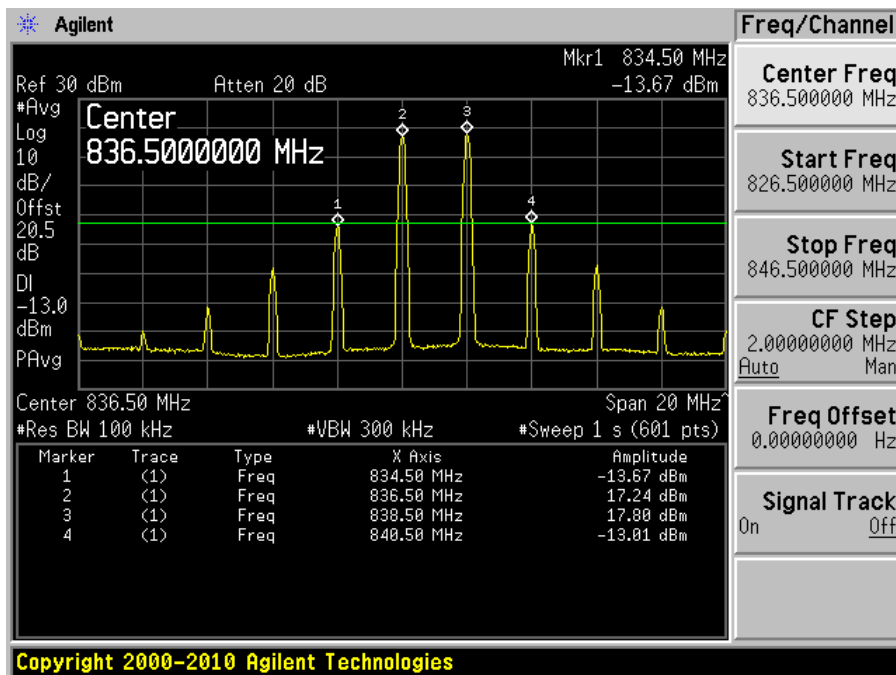 Agilent
Freq/Channel
Mkr1 834.50 MHz
Ref 30 dBm Atten 20 dB -13.67 dBm
#Avg
Log
10
dB/
Offst
20.5
dB
DI
-13.0
dBm
PAvg
Center
836.5000000 MHz
1
2
3
4
Center 836.50 MHz Span 20 MHz^
#Res BW 100 kHz #VBW 300 kHz #Sweep 1 s (601 pts)
Marker Trace Type X Axis Amplitude
1 (1) Freq 834.50 MHz -13.67 dBm
2 (1) Freq 836.50 MHz 17.24 dBm
3 (1) Freq 838.50 MHz 17.80 dBm
4 (1) Freq 840.50 MHz -13.01 dBm
Center Freq
836.500000 MHz
Start Freq
826.500000 MHz
Stop Freq
846.500000 MHz
CF Step
2.00000000 MHz
Auto Man
Freq Offset
0.00000000 Hz
Signal Track
On Off
Copyright 2000-2010 Agilent Technologies